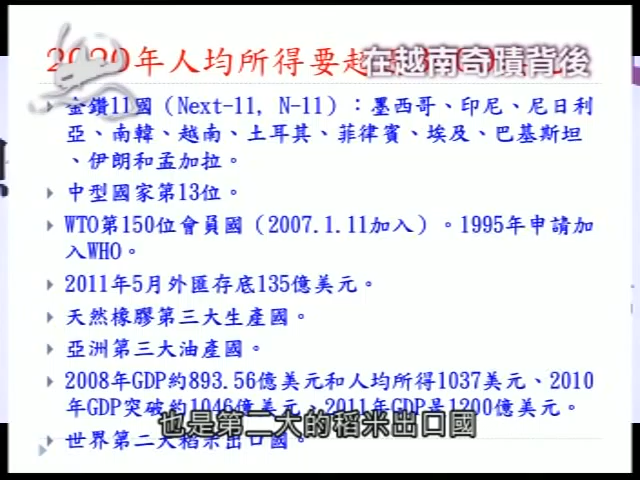 2020年人均所得要起
在越南奇蹟背後
金鑽11國（Next-11, N-11）：墨西哥、印尼、尼日利
亞、南韓、越南、土耳其、菲律賓、埃及、巴基斯坦
、伊朗和孟加拉。
中型國家第13位。
WTO第150位會員國（2007.1.11加入）。1995年申請加
入WHO。
2011年5月外匯存底135億美元。
天然橡膠第三大生產國。
亞洲第三大油產國。
2008年GDP約893.56億美元和人均所得1037美元、2010
年GDP突破約1046億美元、2011年GDP是1200億美元。
世界第二大稻米出口國。
也是第二大的稻米出口國